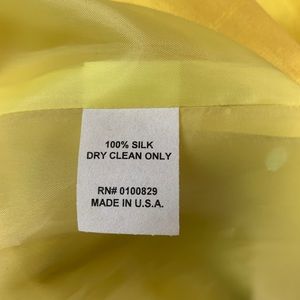 100% SILK
DRY CLEAN ONLY
RN# 0100829
MADE IN U.S.A.